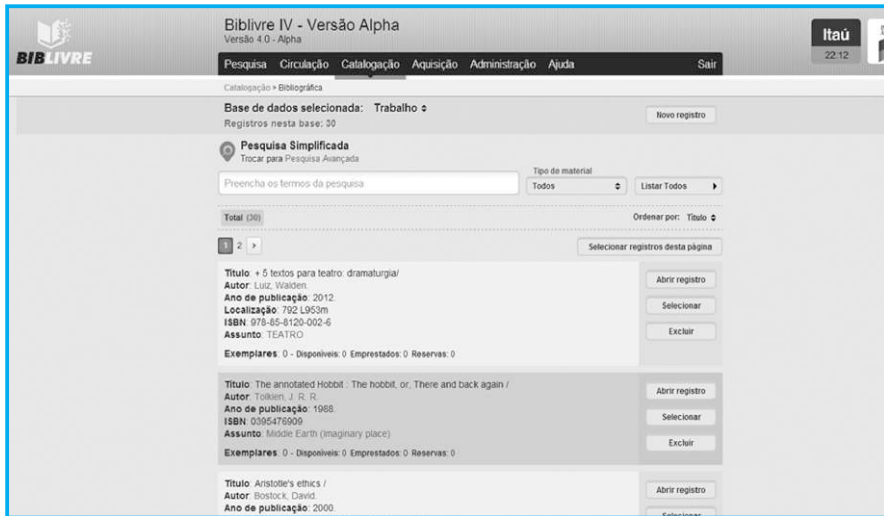 BIBLIVRE
Biblivre IV - Versão Alpha
Versão 4.0 - Alpha
Itaú
22:12
Pesquisa Circulação Catalogação Aquisição Administração Ajuda Sair
Catalogação > Bibliográfica
Base de dados selecionada: Trabalho
Registros nesta base: 30
Novo registro
Pesquisa Simplificada
Trocar para Pesquisa Avançada
Tipo de material
Preencha os termos da pesquisa
Todos
Listar Todos
Total (30)
Ordenar por: Título
1 2 >
Selecionar registros desta página
Título: + 5 textos para teatro: dramaturgia/
Autor: Luiz, Walden.
Ano de publicação: 2012.
Localização: 792 L953m
ISBN: 978-85-8120-002-6
Assunto: TEATRO
Exemplares: 0 - Disponíveis: 0 Emprestados: 0 Reservas: 0
Abrir registro
Selecionar
Excluir
Título: The annotated Hobbit : The hobbit, or, There and back again /
Autor: Tolkien, J. R. R.
Ano de publicação: 1988.
ISBN: 0395476909
Assunto: Middle Earth (Imaginary place)
Exemplares: 0 - Disponíveis: 0 Emprestados: 0 Reservas: 0
Abrir registro
Selecionar
Excluir
Título: Aristotle's ethics /
Autor: Bostock, David.
Ano de publicação: 2000.
Abrir registro
Selecionar